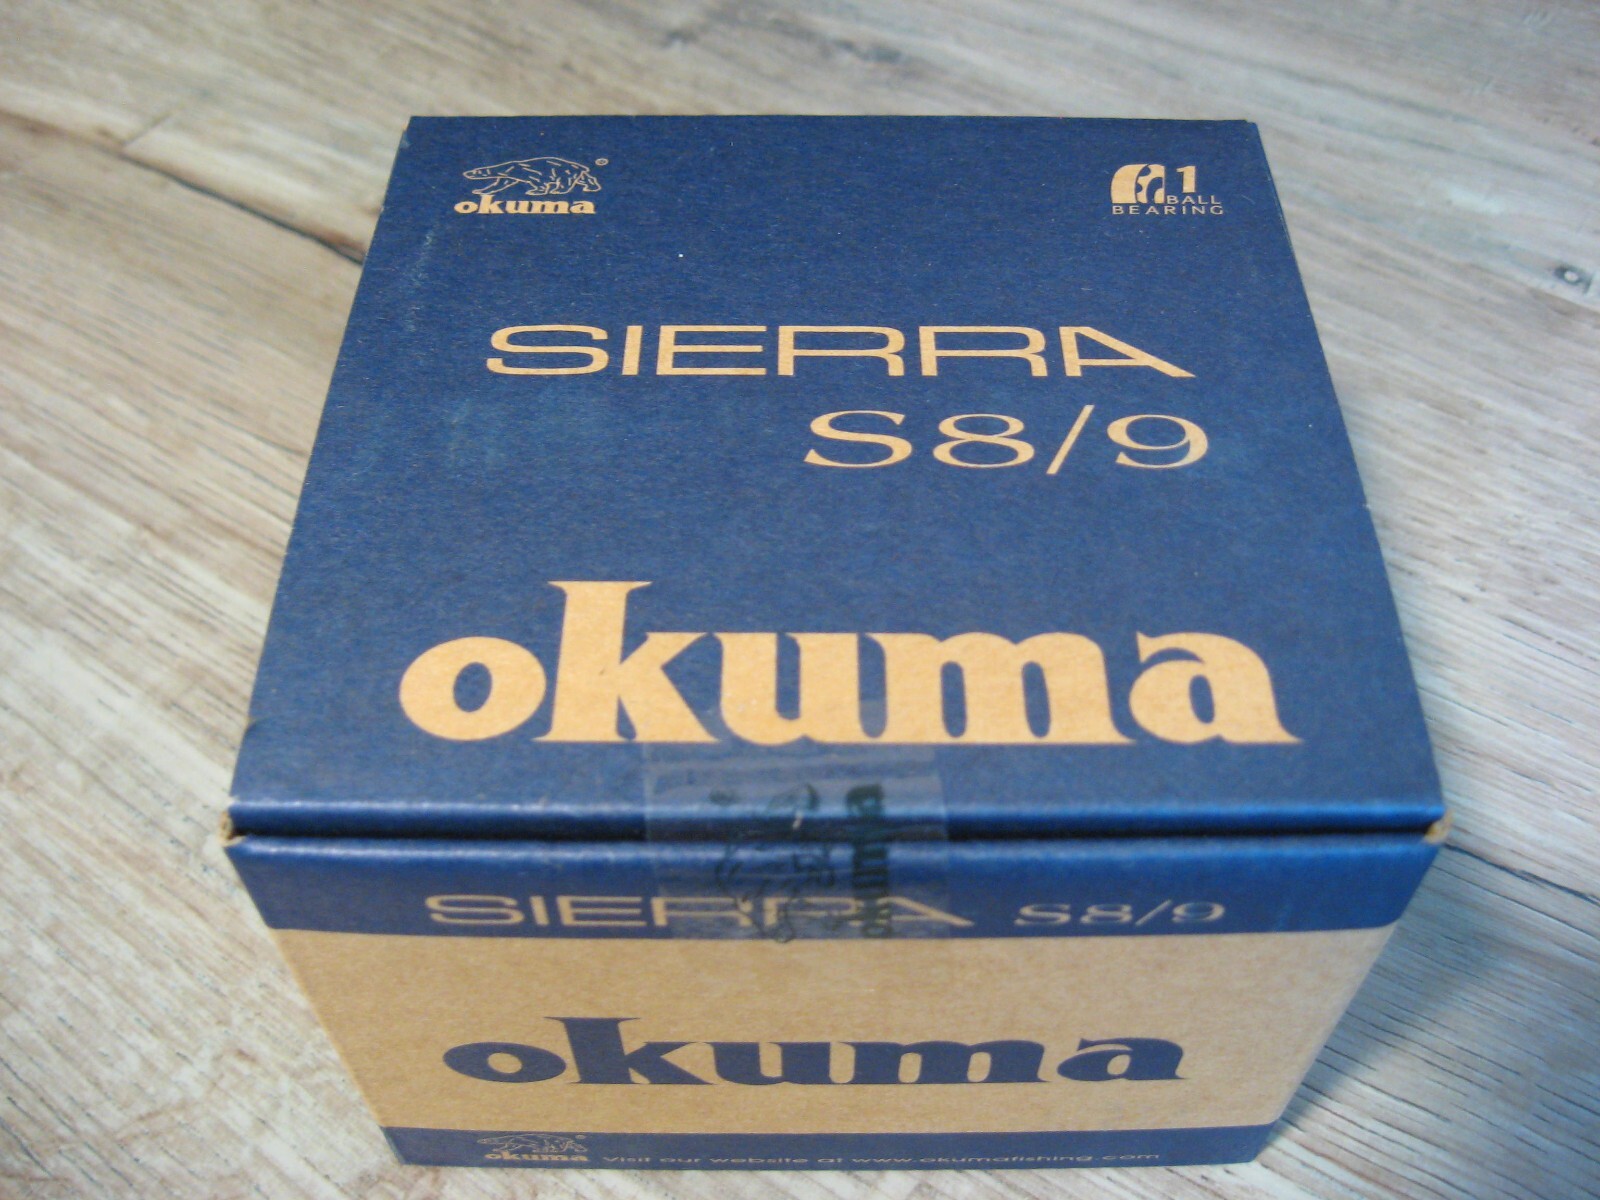 okuma
1
BALL
BEARING
SIERRA
S8/9
okuma
okuma
SIERRA S8/9
okuma
okuma Visit our website at www.okumafishing.com